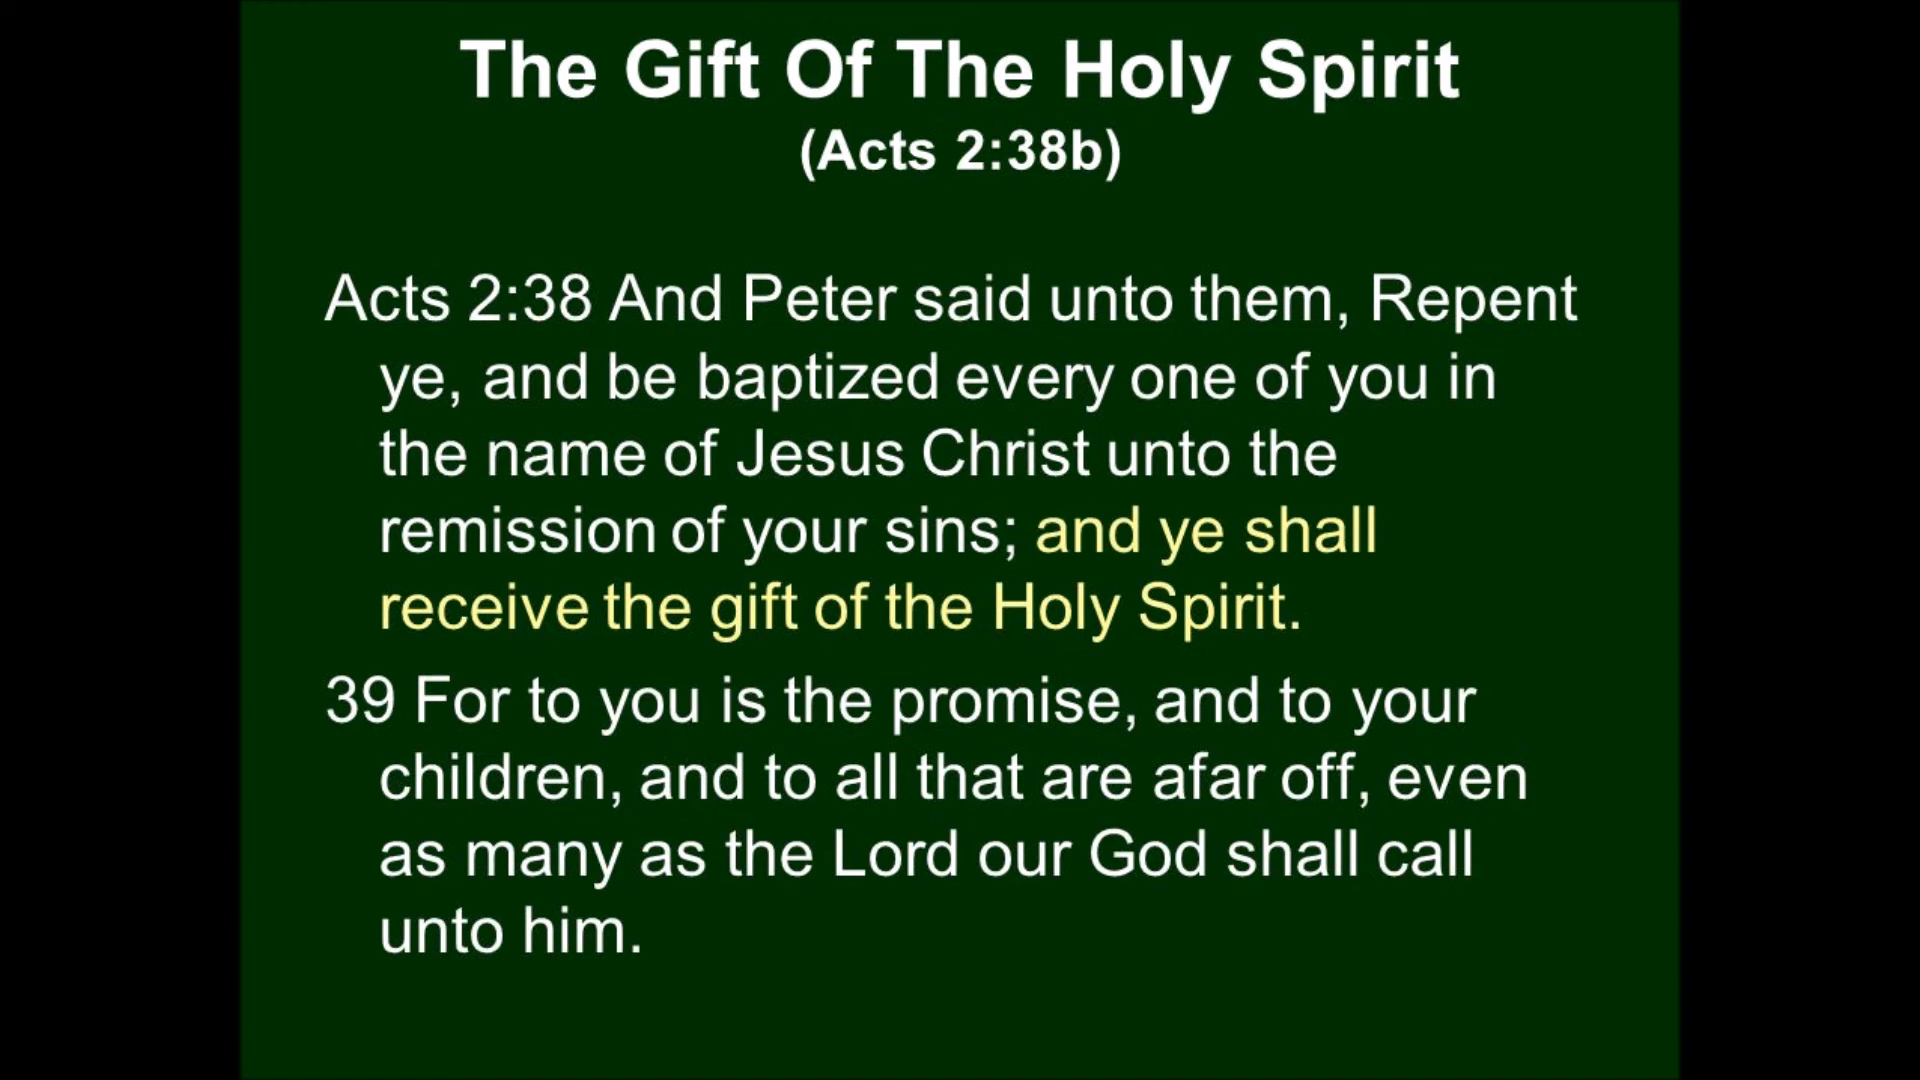 The Gift Of The Holy Spirit
(Acts 2:38b)
Acts 2:38 And Peter said unto them, Repent
ye, and be baptized every one of you in
the name of Jesus Christ unto the
remission of your sins; and ye shall
receive the gift of the Holy Spirit.
39 For to you is the promise, and to your
children, and to all that are afar off, even
as many as the Lord our God shall call
unto him.